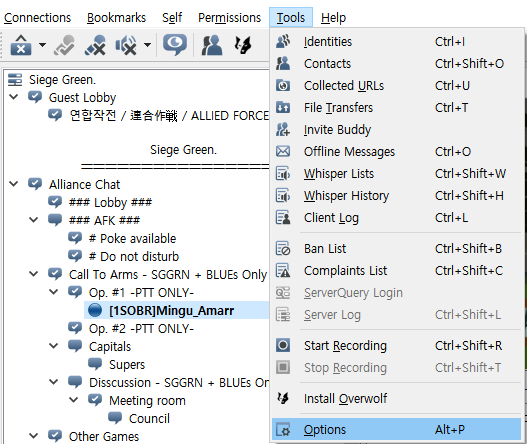 Connections Bookmarks Self Permissions Tools Help
Siege Green.
Guest Lobby
연합작전 / 連合作戰 / ALLIED FORCE
Siege Green.
Alliance Chat
### Lobby ###
### AFK ###
# Poke available
# Do not disturb
Call To Arms - SGGRN + BLUEs Only
Op. #1 -PTT ONLY-
[1SOBR]Mingu_Amarr
Op. #2 -PTT ONLY-
Capitals
Supers
Disscussion - SGGRN + BLUEs On
Meeting room
Council
Other Games
Identities Ctrl+I
Contacts Ctrl+Shift+O
Collected URLs Ctrl+U
File Transfers Ctrl+T
Invite Buddy
Offline Messages Ctrl+O
Whisper Lists Ctrl+Shift+W
Whisper History Ctrl+Shift+H
Client Log Ctrl+L
Ban List Ctrl+Shift+B
Complaints List Ctrl+Shift+C
ServerQuery Login
Server Log Ctrl+Shift+L
Start Recording Ctrl+Shift+R
Stop Recording Ctrl+Shift+T
Install Overwolf
Options Alt+P